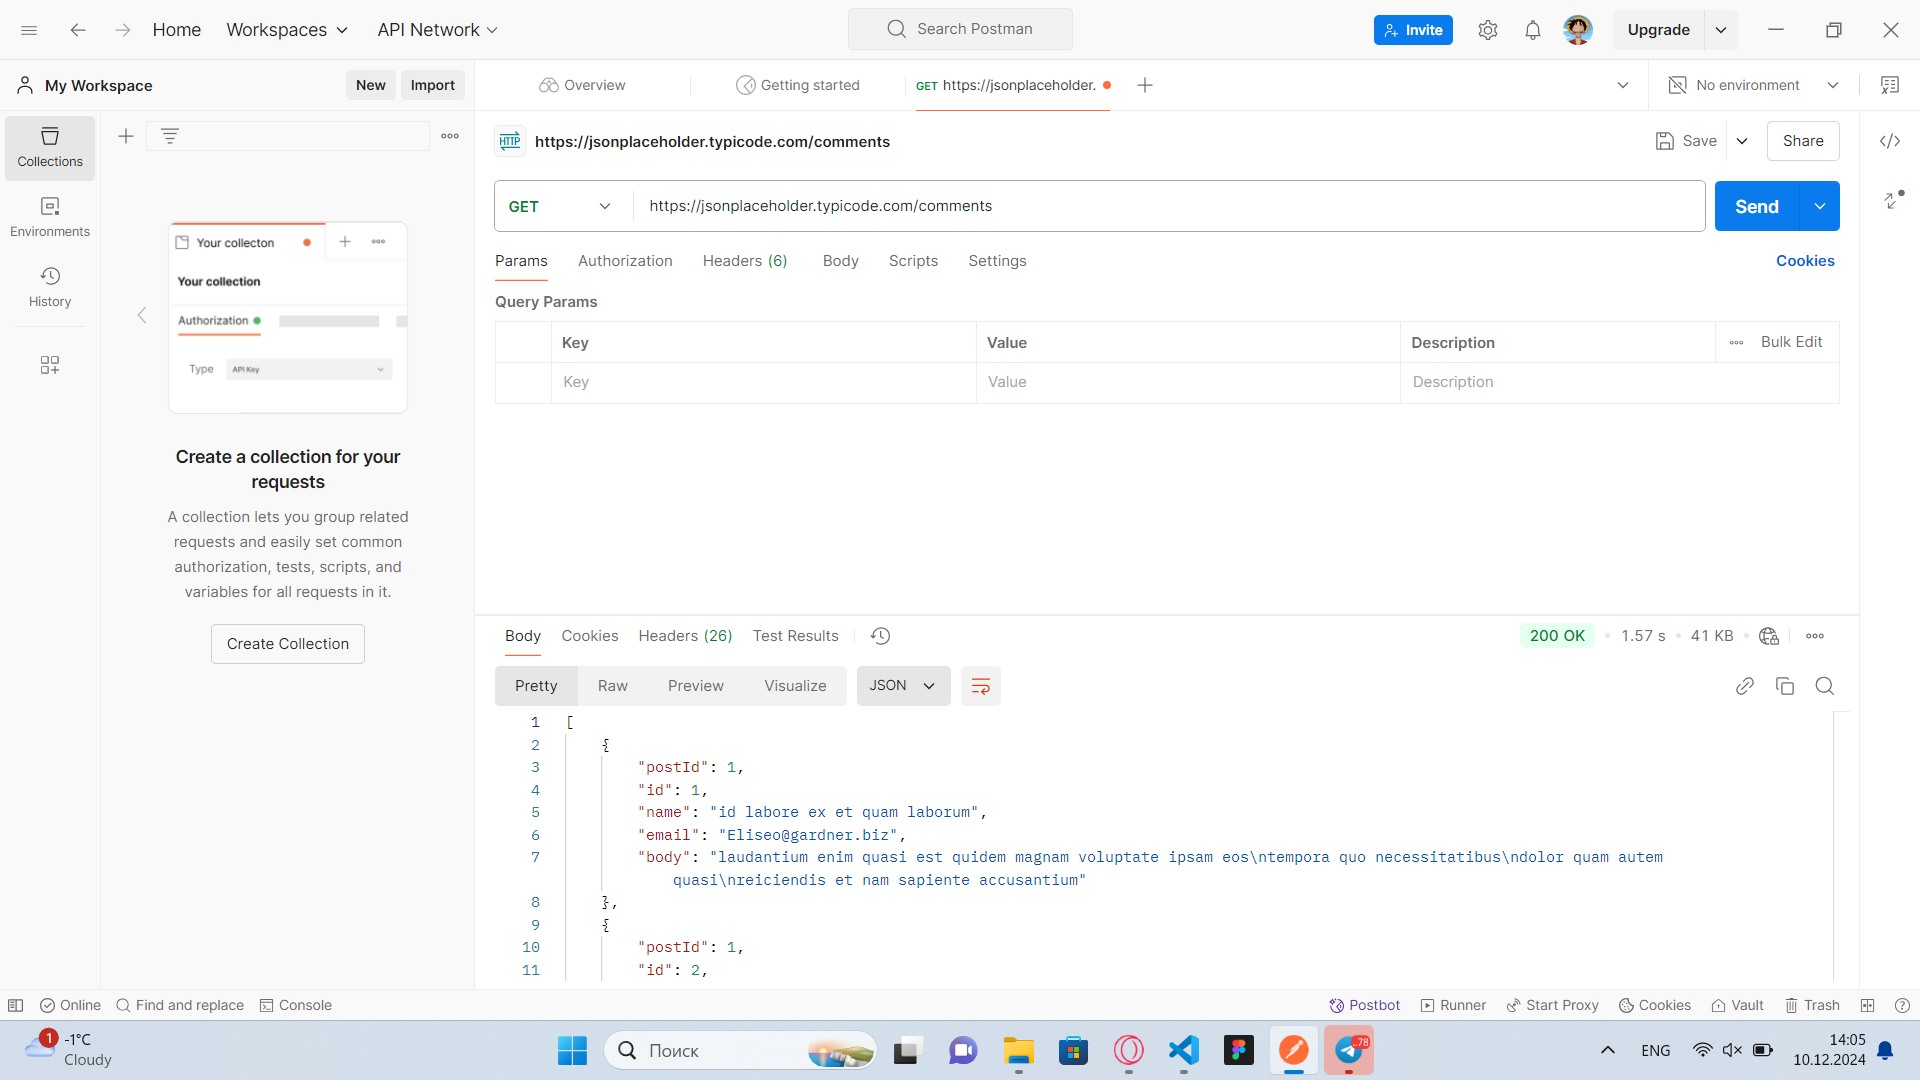 Home
Workspaces
API Network
Search Postman
Invite
Upgrade
My Workspace
New
Import
Overview
Getting started
GET https://jsonplaceholder.
No environment
Collections
Environments
History
Your collecton
Your collection
Authorization
Type
API Key
Create a collection for your
requests
A collection lets you group related
requests and easily set common
authorization, tests, scripts, and
variables for all requests in it.
Create Collection
HTTP
https://jsonplaceholder.typicode.com/comments
Save
Share
GET
https://jsonplaceholder.typicode.com/comments
Send
Params
Authorization
Headers (6)
Body
Scripts
Settings
Cookies
Query Params
Key
Value
Description
Bulk Edit
Key
Value
Description
Body
Cookies
Headers (26)
Test Results
200 OK
1.57 s
41 KB
Pretty
Raw
Preview
Visualize
JSON
1 [
2 {
3 "postId": 1,
4 "id": 1,
5 "name": "id labore ex et quam laborum",
6 "email": "Eliseo@gardner.biz",
7 "body": "laudantium enim quasi est quidem magnam voluptate ipsam eos\ntempora quo necessitatibus\ndolor quam autem
quasi\nreiciendis et nam sapiente accusantium"
8 },
9 {
10 "postId": 1,
11 "id": 2,
Online
Find and replace
Console
Postbot
Runner
Start Proxy
Cookies
Vault
Trash
1
-1°C
Cloudy
Поиск
..78
ENG
14:05
10.12.2024